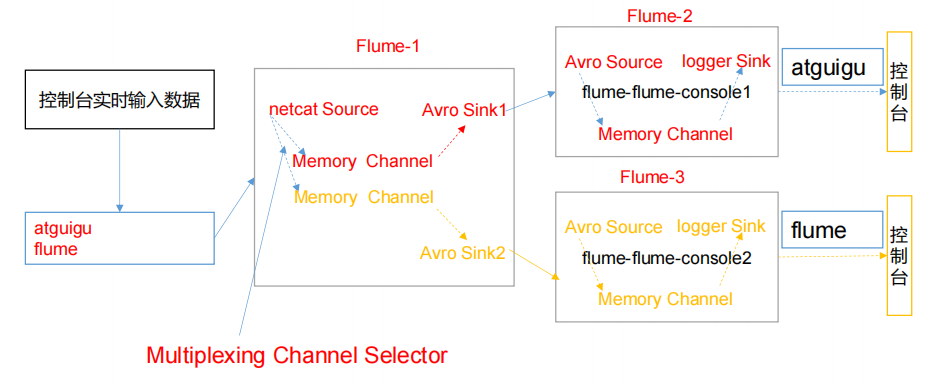 控制台实时输入数据
atguigu
flume
Flume-1
netcat Source
Memory Channel
Memory Channel
Avro Sink1
Avro Sink2
Multiplexing Channel Selector
Flume-2
Avro Source
logger Sink
flume-flume-console1
Memory Channel
atguigu
控制台
Flume-3
Avro Source
logger Sink
flume-flume-console2
Memory Channel
flume
控制台